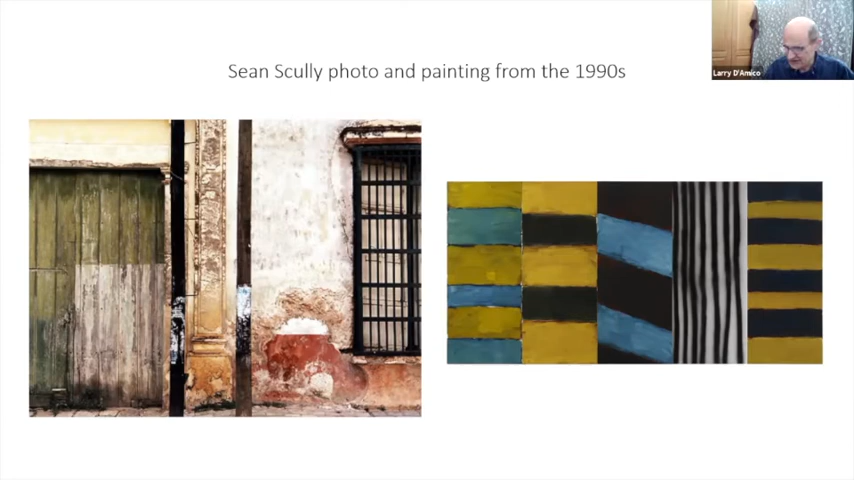 Sean Scully photo and painting from the 1990s
Larry D'Amico